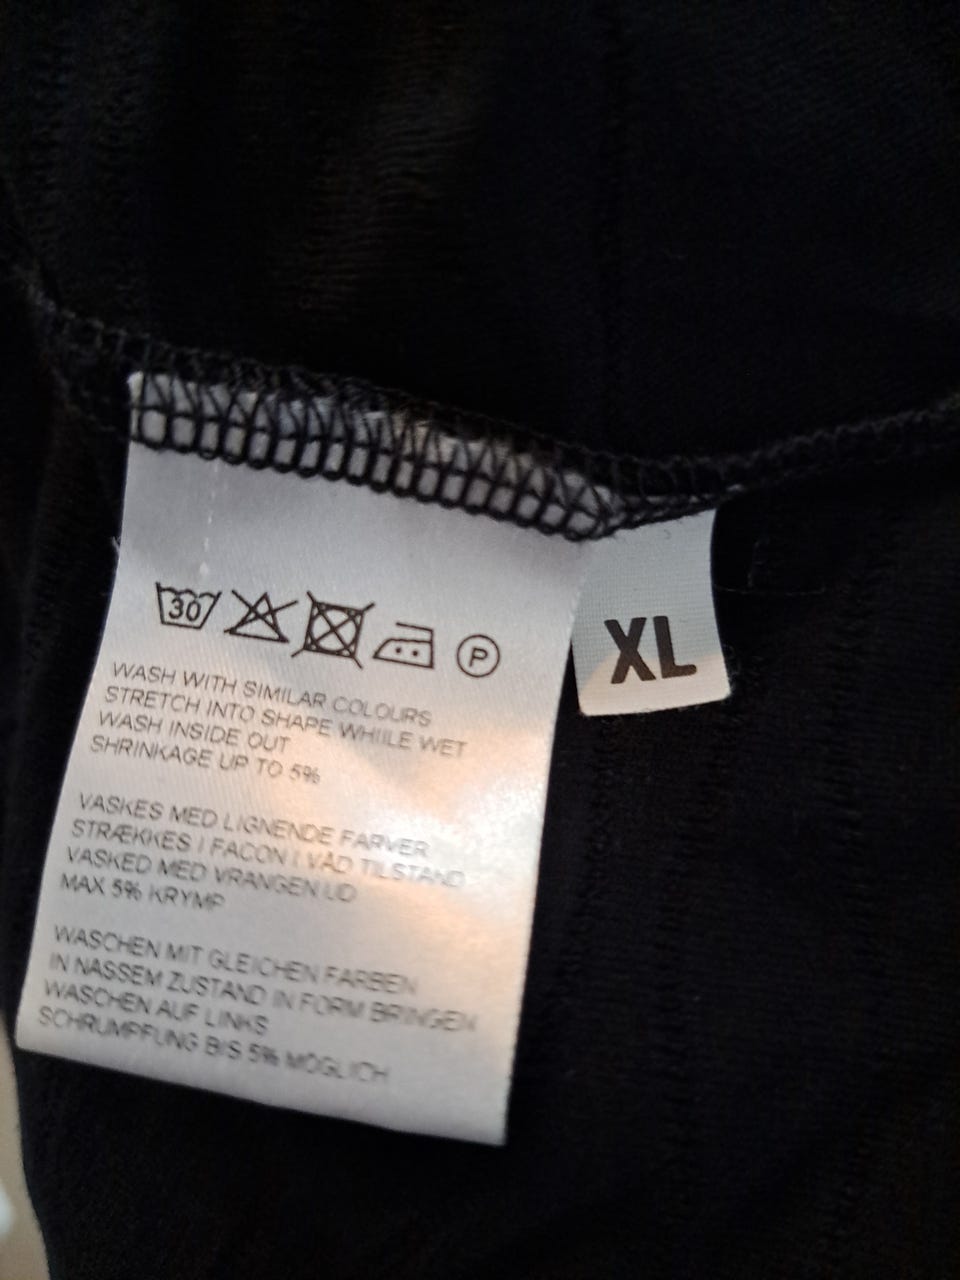 30
P
XL
WASH WITH SIMILAR COLOURS
STRETCH INTO SHAPE WHIILE WET
WASH INSIDE OUT
SHRINKAGE UP TO 5%
VASKES MED LIGNENDE FARVER
STRÆKKES I FACON I VÅD TILSTAND
VASKED MED VRANGEN UD
MAX 5% KRYMP
WASCHEN MIT GLEICHEN FARBEN
IN NASSEM ZUSTAND IN FORM BRINGEN
WASCHEN AUF LINKS
SCHRUMPFUNG BIS 5% MÖGLICH